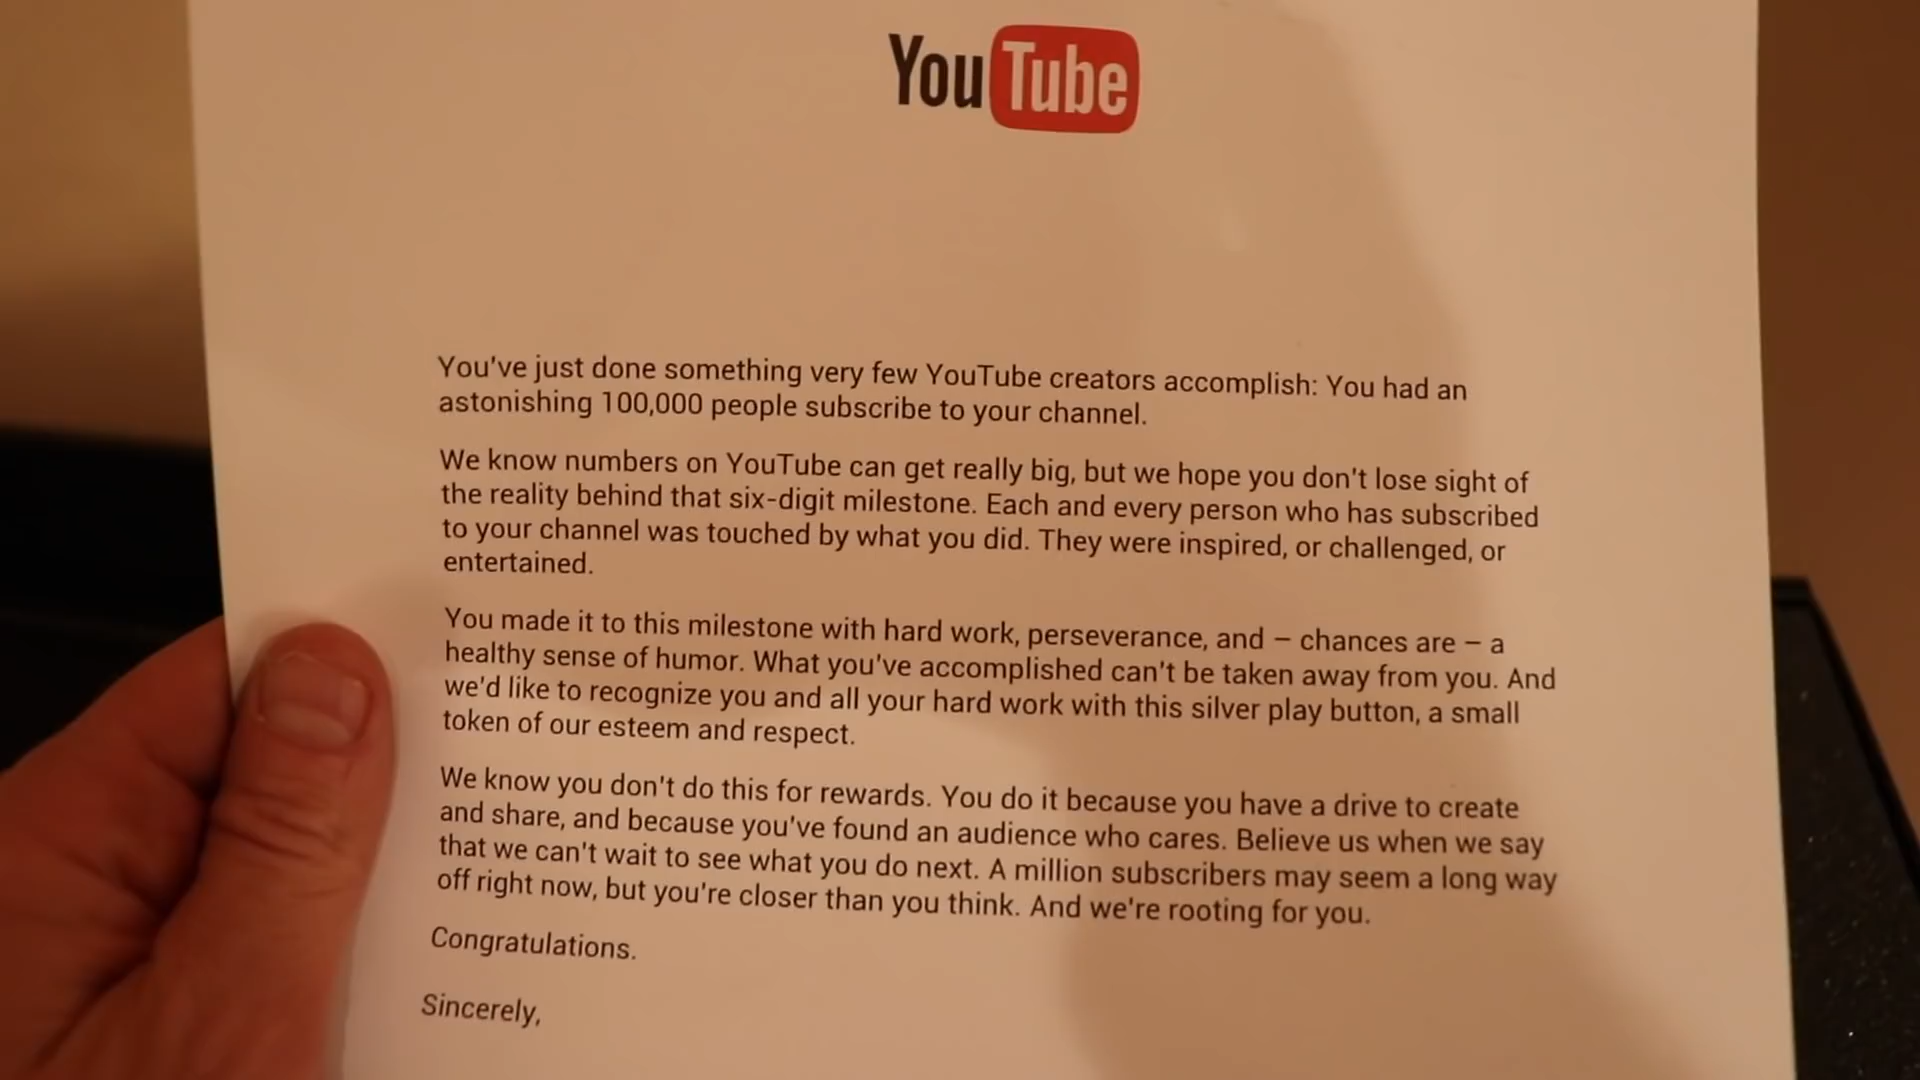 YouTube
You've just done something very few YouTube creators accomplish: You had an
astonishing 100,000 people subscribe to your channel.
We know numbers on YouTube can get really big, but we hope you don't lose sight of
the reality behind that six-digit milestone. Each and every person who has subscribed
to your channel was touched by what you did. They were inspired, or challenged, or
entertained.
You made it to this milestone with hard work, perseverance, and – chances are – a
healthy sense of humor. What you've accomplished can't be taken away from you. And
we'd like to recognize you and all your hard work with this silver play button, a small
token of our esteem and respect.
We know you don't do this for rewards. You do it because you have a drive to create
and share, and because you've found an audience who cares. Believe us when we say
that we can't wait to see what you do next. A million subscribers may seem a long way
off right now, but you're closer than you think. And we're rooting for you.
Congratulations.
Sincerely,